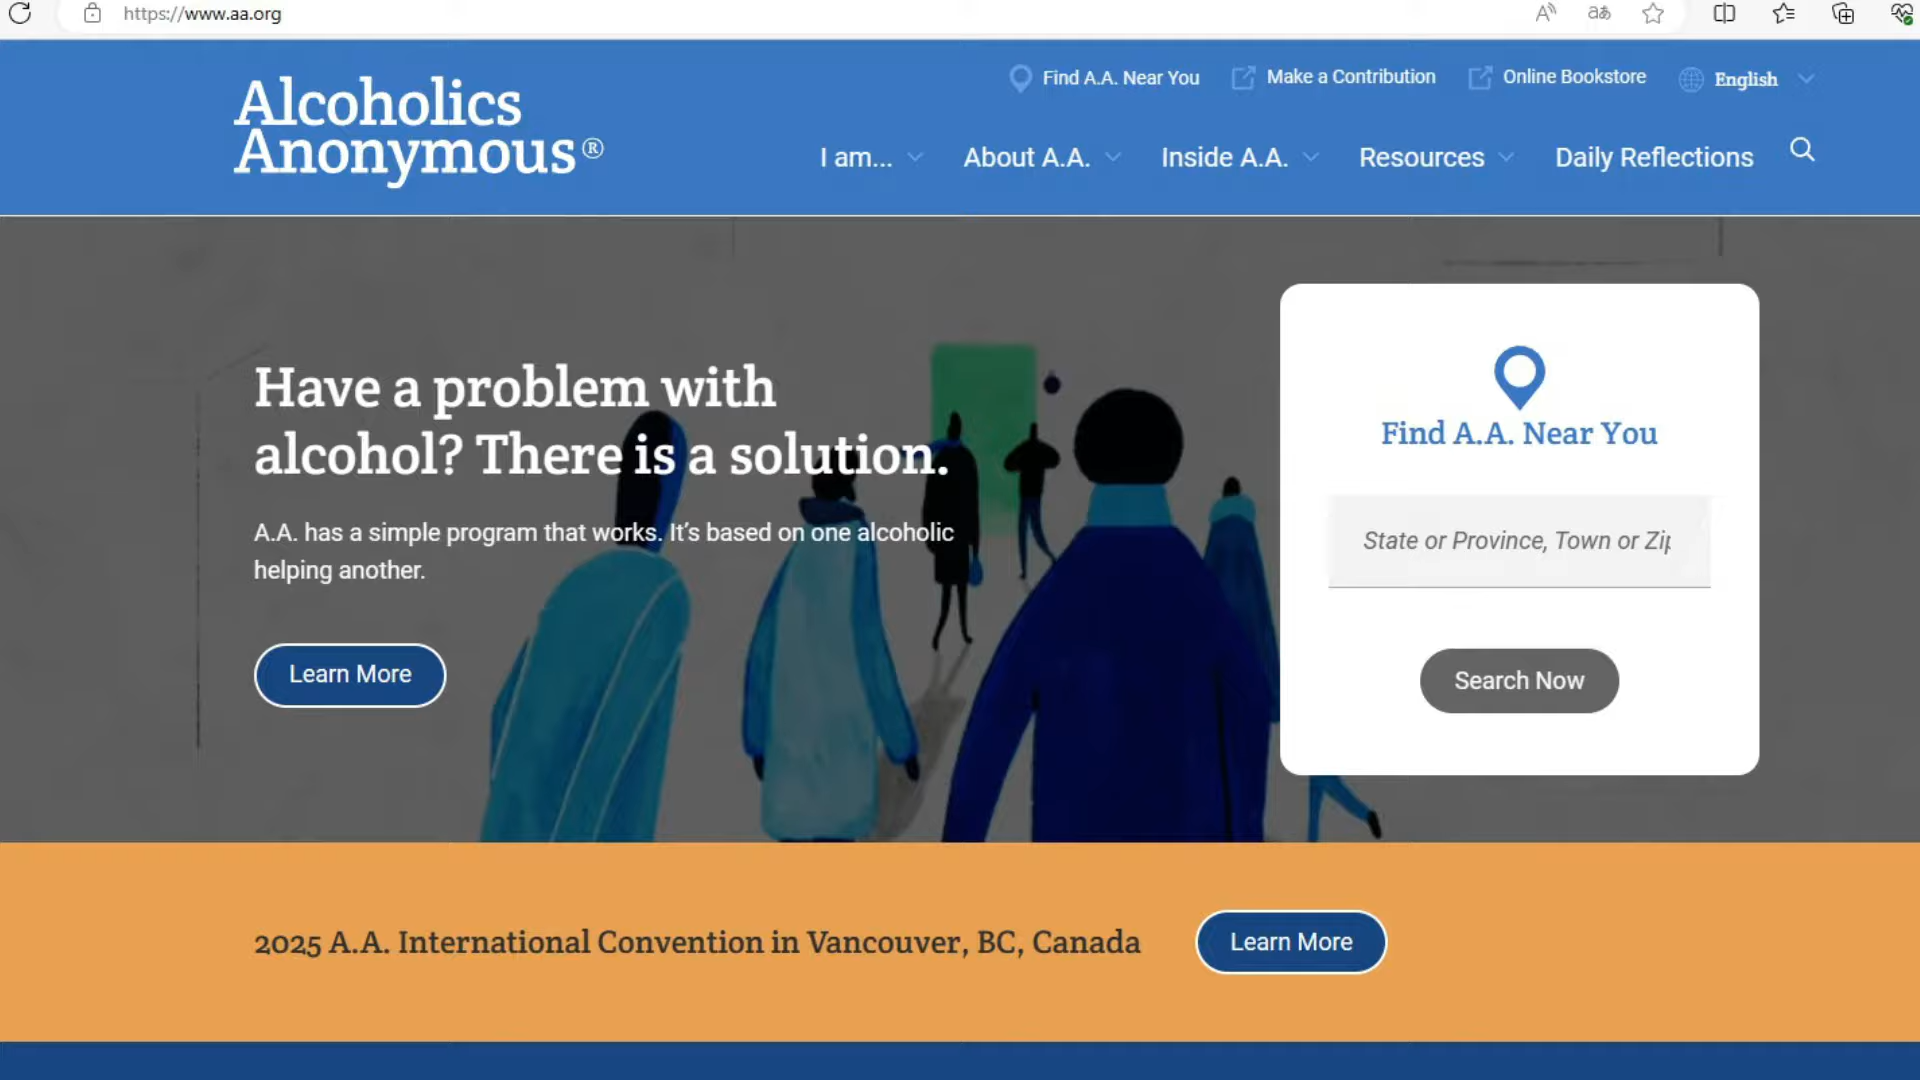 https://www.aa.org
Alcoholics
Anonymous®
Find A.A. Near You
Make a Contribution
Online Bookstore
English
I am...
About A.A.
Inside A.A.
Resources
Daily Reflections
Have a problem with
alcohol? There is a solution.
A.A. has a simple program that works. It's based on one alcoholic
helping another.
Learn More
Find A.A. Near You
State or Province, Town or Zip
Search Now
2025 A.A. International Convention in Vancouver, BC, Canada
Learn More